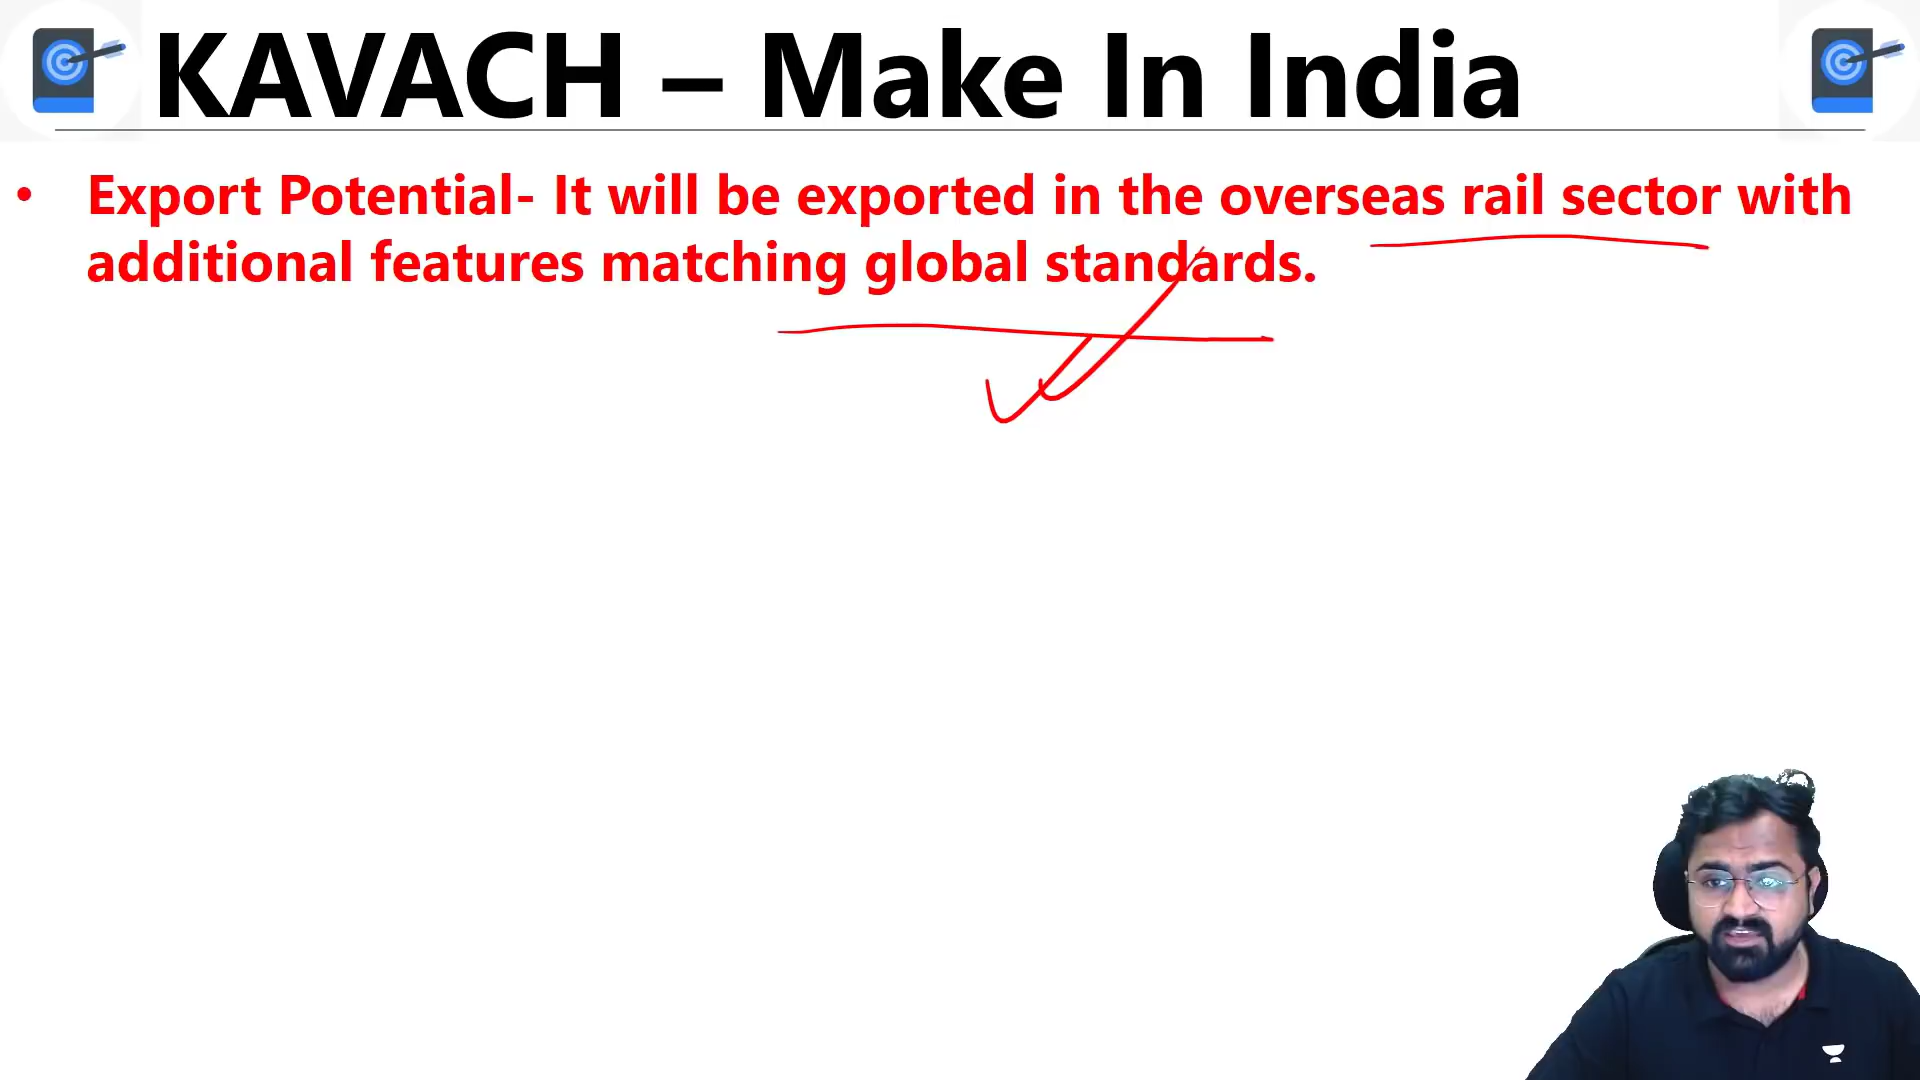 KAVACH – Make In India
• Export Potential- It will be exported in the overseas rail sector with
additional features matching global standards.